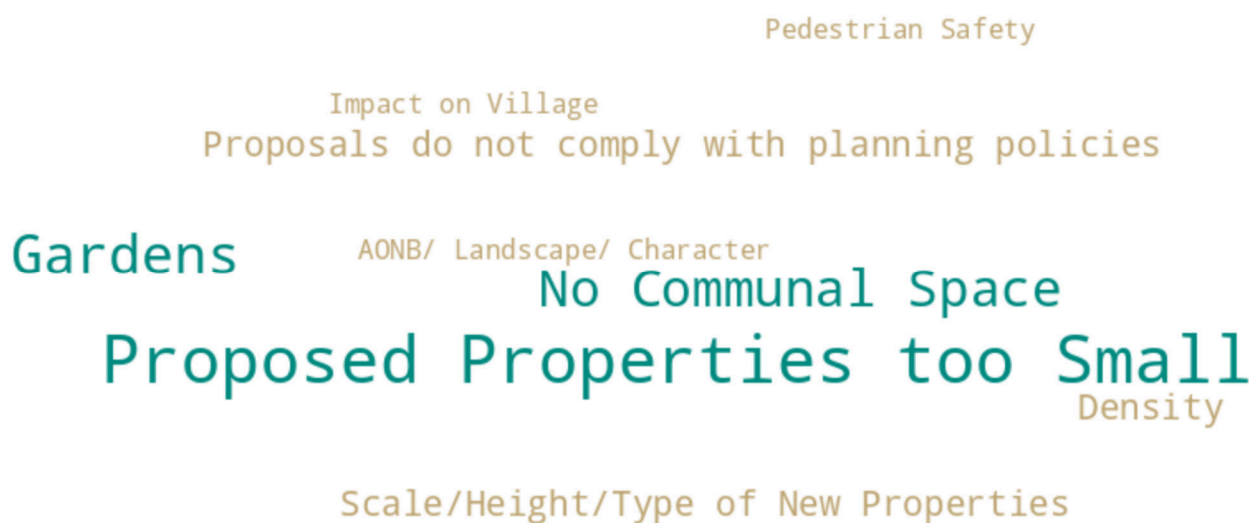 Pedestrian Safety
Impact on Village
Proposals do not comply with planning policies
Gardens
AONB/ Landscape/ Character
No Communal Space
Proposed Properties too Small
Density
Scale/Height/Type of New Properties